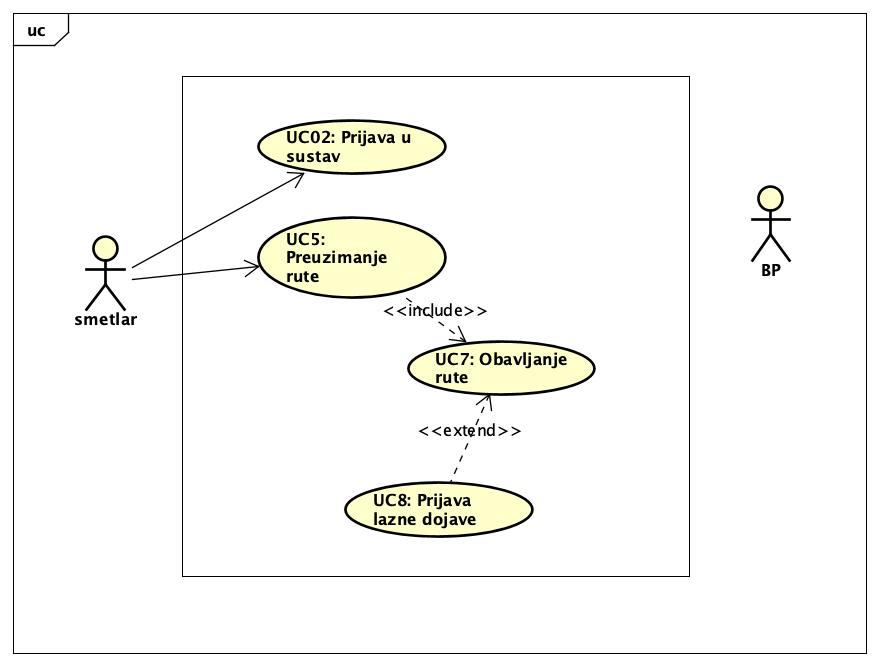 uc
UC02: Prijava u
sustav
UC5:
Preuzimanje
rute
smetlar
BP
<<include>>
UC7: Obavljanje
rute
<<extend>>
UC8: Prijava
lazne dojave